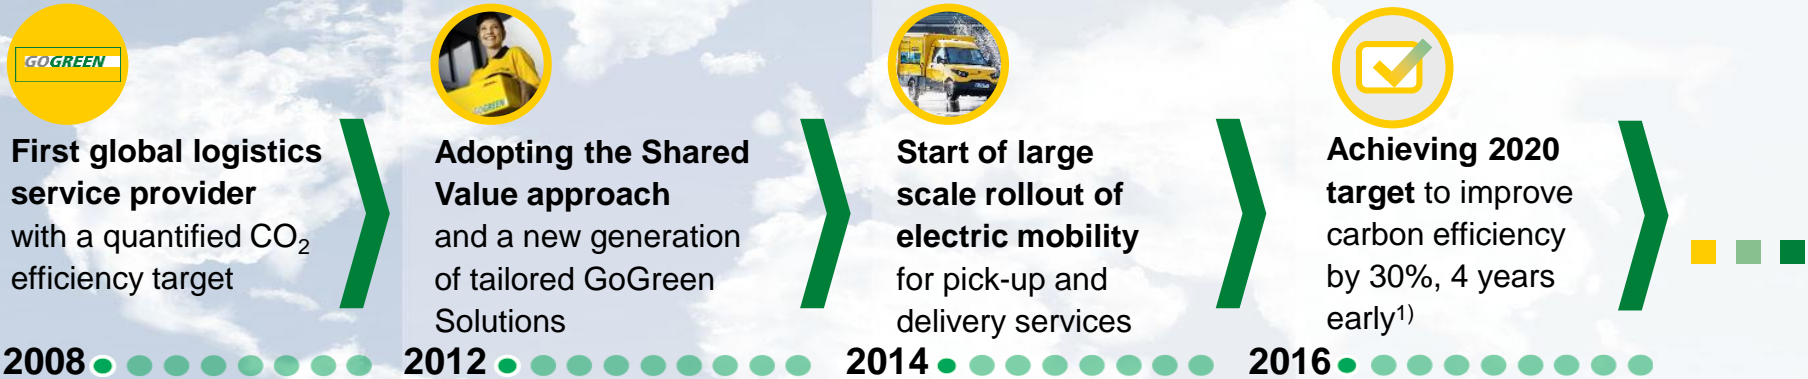 GOGREEN
First global logistics
service provider
with a quantified CO₂
efficiency target
2008
GOGREEN
Adopting the Shared
Value approach
and a new generation
of tailored GoGreen
Solutions
2012
Start of large
scale rollout of
electric mobility
for pick-up and
delivery services
2014
Achieving 2020
target to improve
carbon efficiency
by 30%, 4 years
early¹⁾
2016